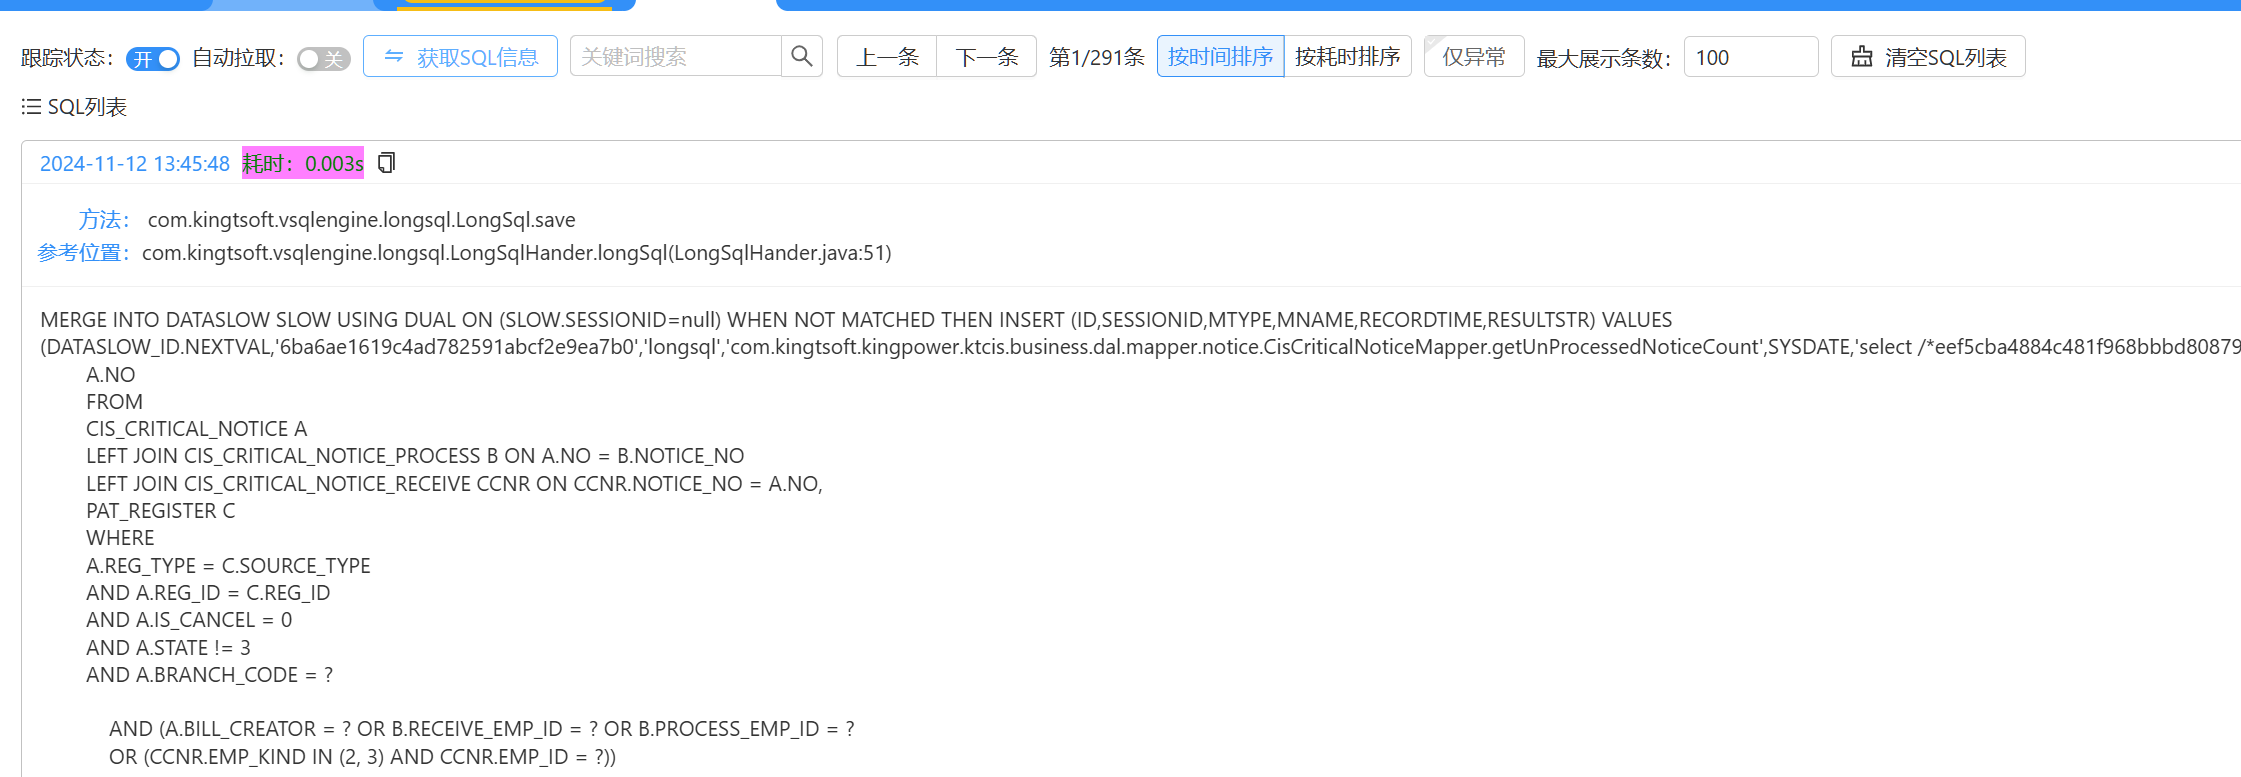 跟踪状态： 开 自动拉取： 关 获取SQL信息 关键词搜索 上一条 下一条 第1/291条 按时间排序 按耗时排序 仅异常 最大展示条数： 100 清空SQL列表
SQL列表
2024-11-12 13:45:48 耗时：0.003s
方法： com.kingtsoft.vsqlengine.longsql.LongSql.save
参考位置： com.kingtsoft.vsqlengine.longsql.LongSqlHander.longSql(LongSqlHander.java:51)
MERGE INTO DATASLOW SLOW USING DUAL ON (SLOW.SESSIONID=null) WHEN NOT MATCHED THEN INSERT (ID,SESSIONID,MTYPE,MNAME,RECORDTIME,RESULTSTR) VALUES
(DATASLOW_ID.NEXTVAL,'6ba6ae1619c4ad782591abcf2e9ea7b0','longsql','com.kingtsoft.kingpower.ktcis.business.dal.mapper.notice.CisCriticalNoticeMapper.getUnProcessedNoticeCount',SYSDATE,'select /*eef5cba4884c481f968bbbd80879
A.NO
FROM
CIS_CRITICAL_NOTICE A
LEFT JOIN CIS_CRITICAL_NOTICE_PROCESS B ON A.NO = B.NOTICE_NO
LEFT JOIN CIS_CRITICAL_NOTICE_RECEIVE CCNR ON CCNR.NOTICE_NO = A.NO,
PAT_REGISTER C
WHERE
A.REG_TYPE = C.SOURCE_TYPE
AND A.REG_ID = C.REG_ID
AND A.IS_CANCEL = 0
AND A.STATE != 3
AND A.BRANCH_CODE = ?
AND (A.BILL_CREATOR = ? OR B.RECEIVE_EMP_ID = ? OR B.PROCESS_EMP_ID = ?
OR (CCNR.EMP_KIND IN (2, 3) AND CCNR.EMP_ID = ?))